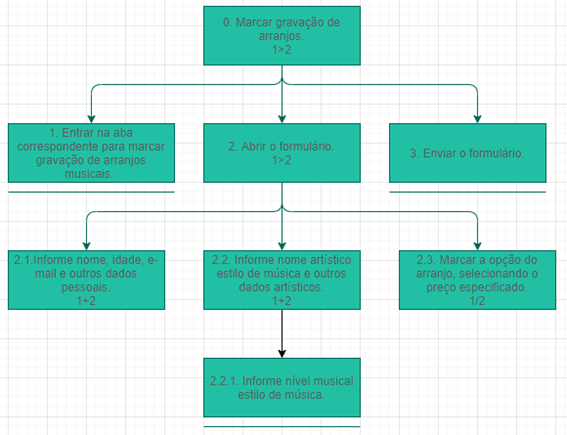 0. Marcar gravação de
arranjos.
1>2
1. Entrar na aba
correspondente para marcar
gravação de arranjos
musicais.
2. Abrir o formulário.
1>2
3. Enviar o formulário.
2.1.Informe nome, idade, e-
mail e outros dados
pessoais.
1+2
2.2. Informe nome artístico
estilo de música e outros
dados artísticos.
1+2
2.3. Marcar a opção do
arranjo, selecionando o
preço especificado.
1/2
2.2.1. Informe nível musical
estilo de música.